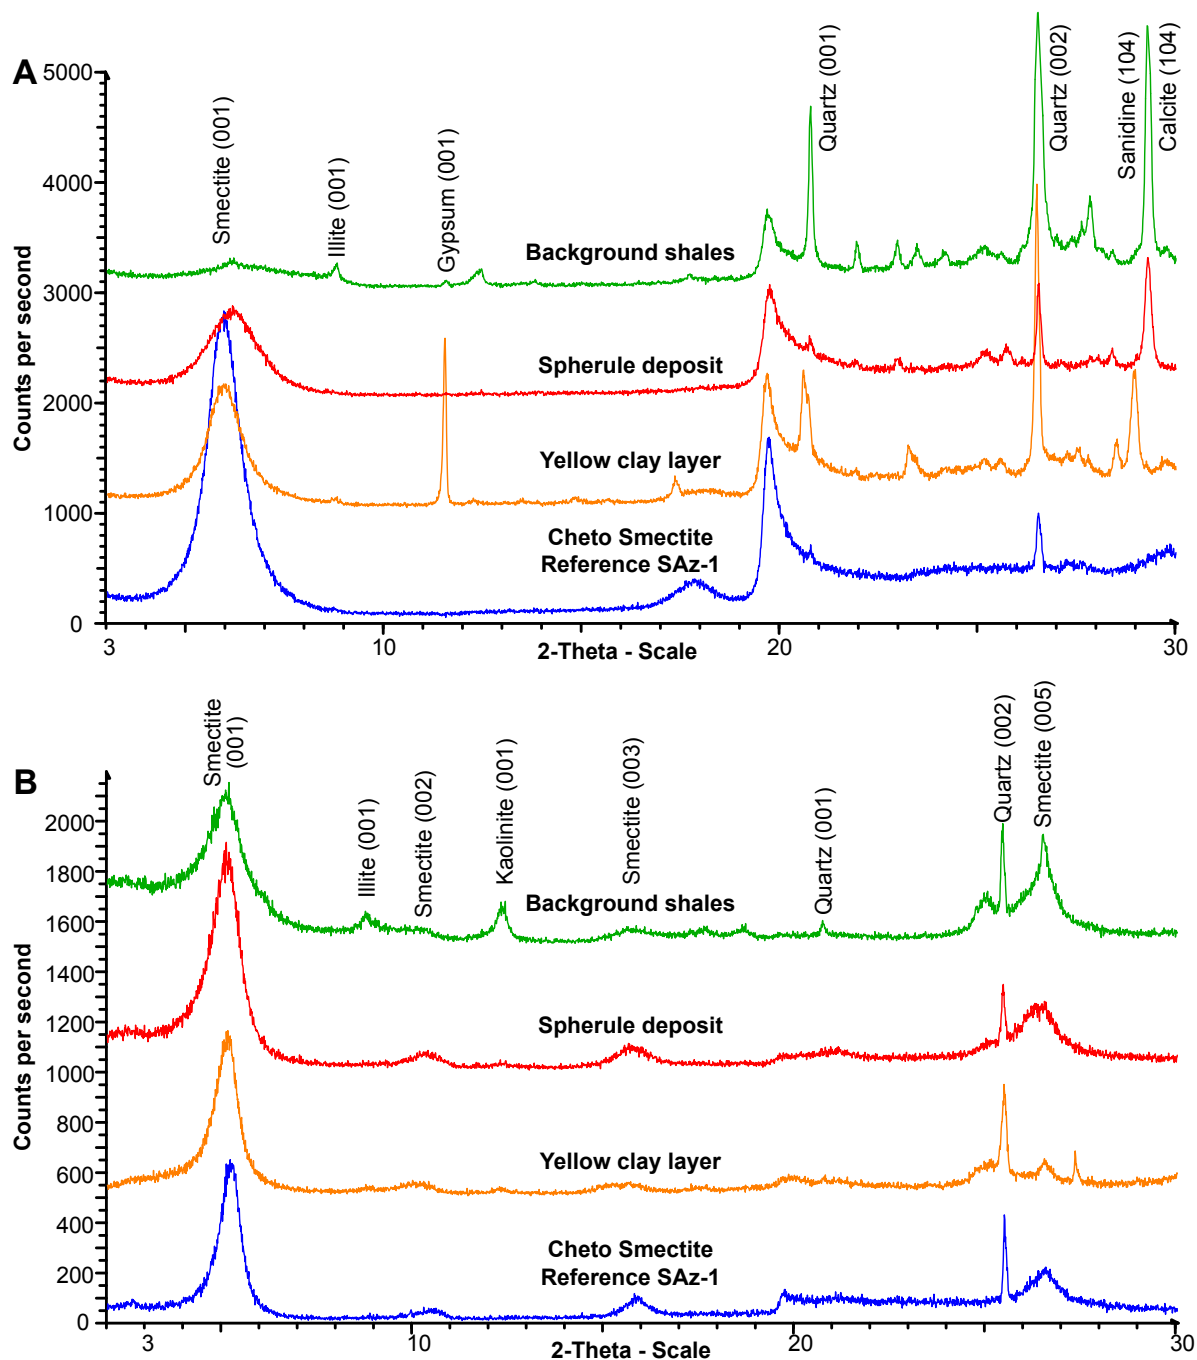 A
5000
4000
3000
2000
1000
0
Counts per second
Smectite (001)
Illite (001)
Gypsum (001)
Quartz (001)
Quartz (002)
Sanidine (104)
Calcite (104)
Background shales
Spherule deposit
Yellow clay layer
Cheto Smectite
Reference SAz-1
3
10
20
30
2-Theta - Scale
B
2000
1800
1600
1400
1200
1000
800
600
400
200
0
Counts per second
Smectite
(001)
Illite (001)
Smectite (002)
Kaolinite (001)
Smectite (003)
Quartz (001)
Quartz (002)
Smectite (005)
Background shales
Spherule deposit
Yellow clay layer
Cheto Smectite
Reference SAz-1
3
10
20
30
2-Theta - Scale